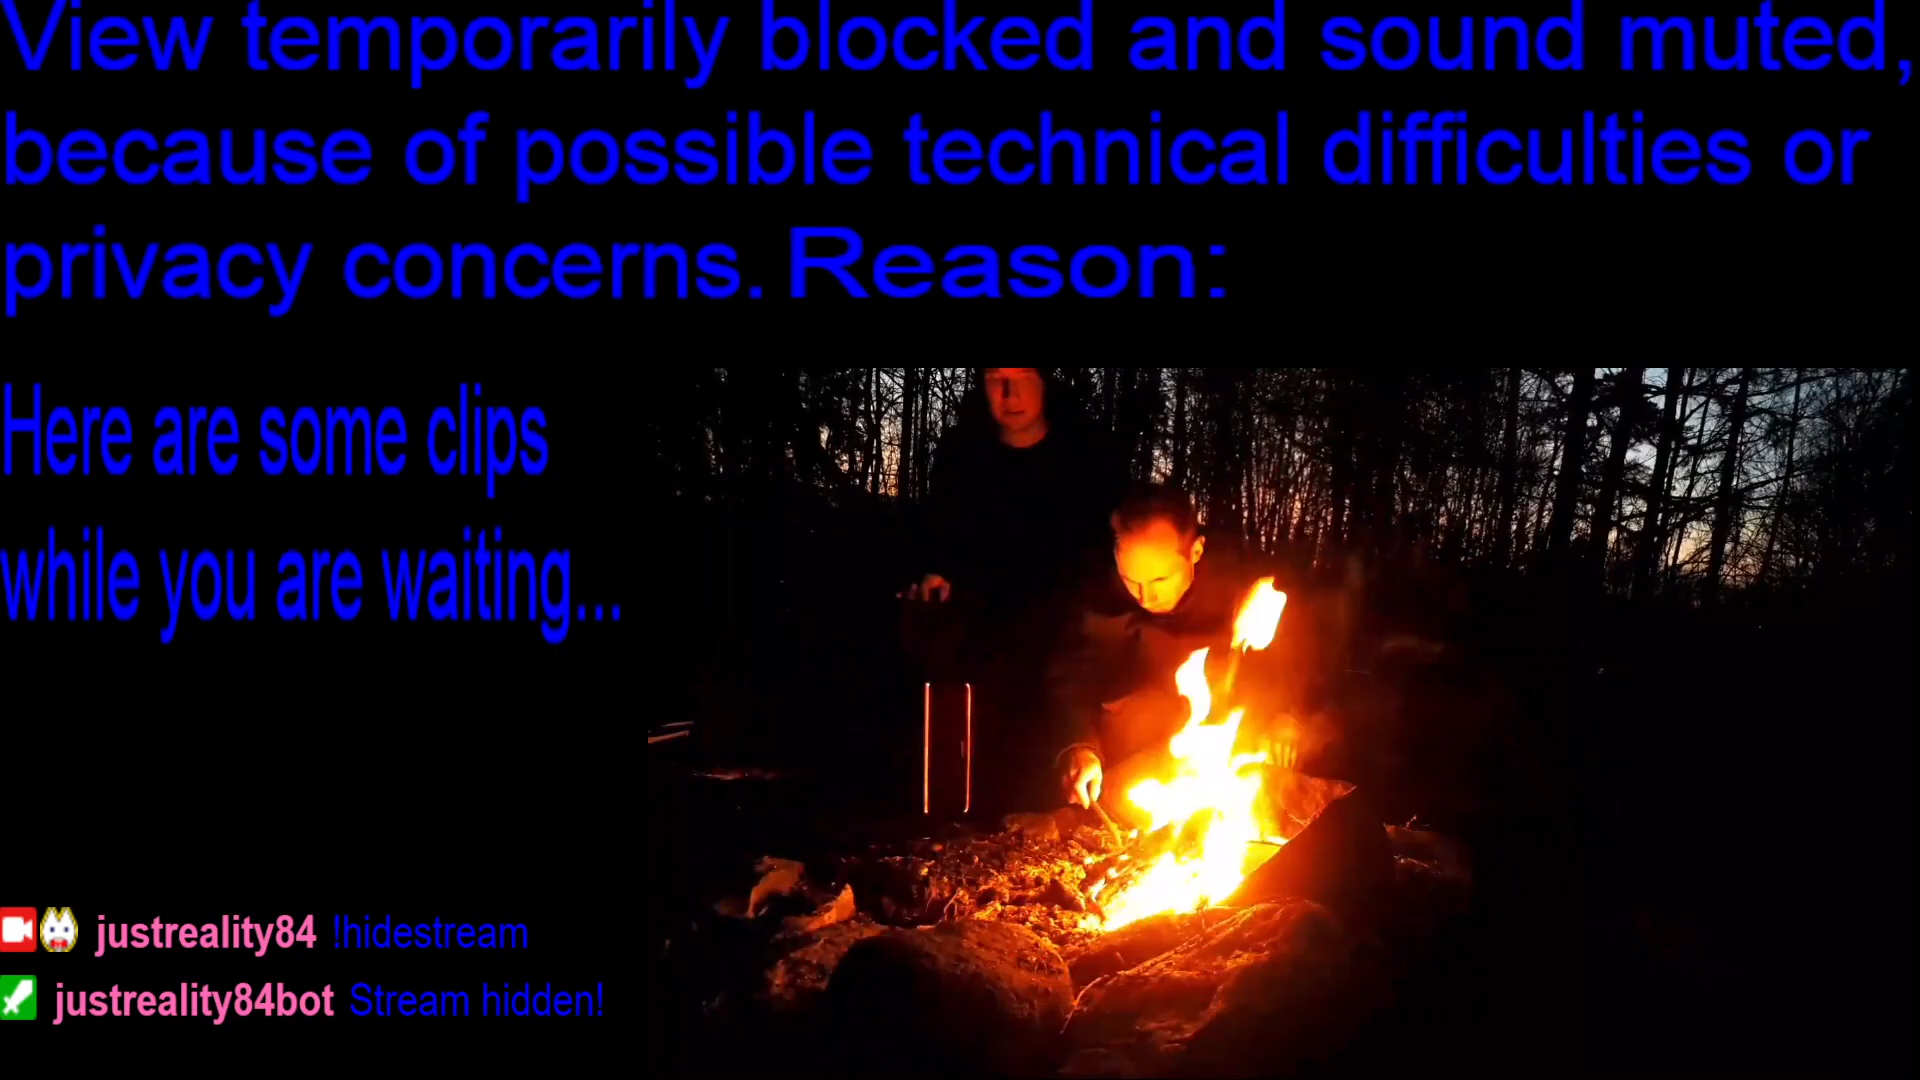 View temporarily blocked and sound muted,
because of possible technical difficulties or
privacy concerns. Reason:
Here are some clips
while you are waiting...
justreality84 !hidestream
justreality84bot Stream hidden!